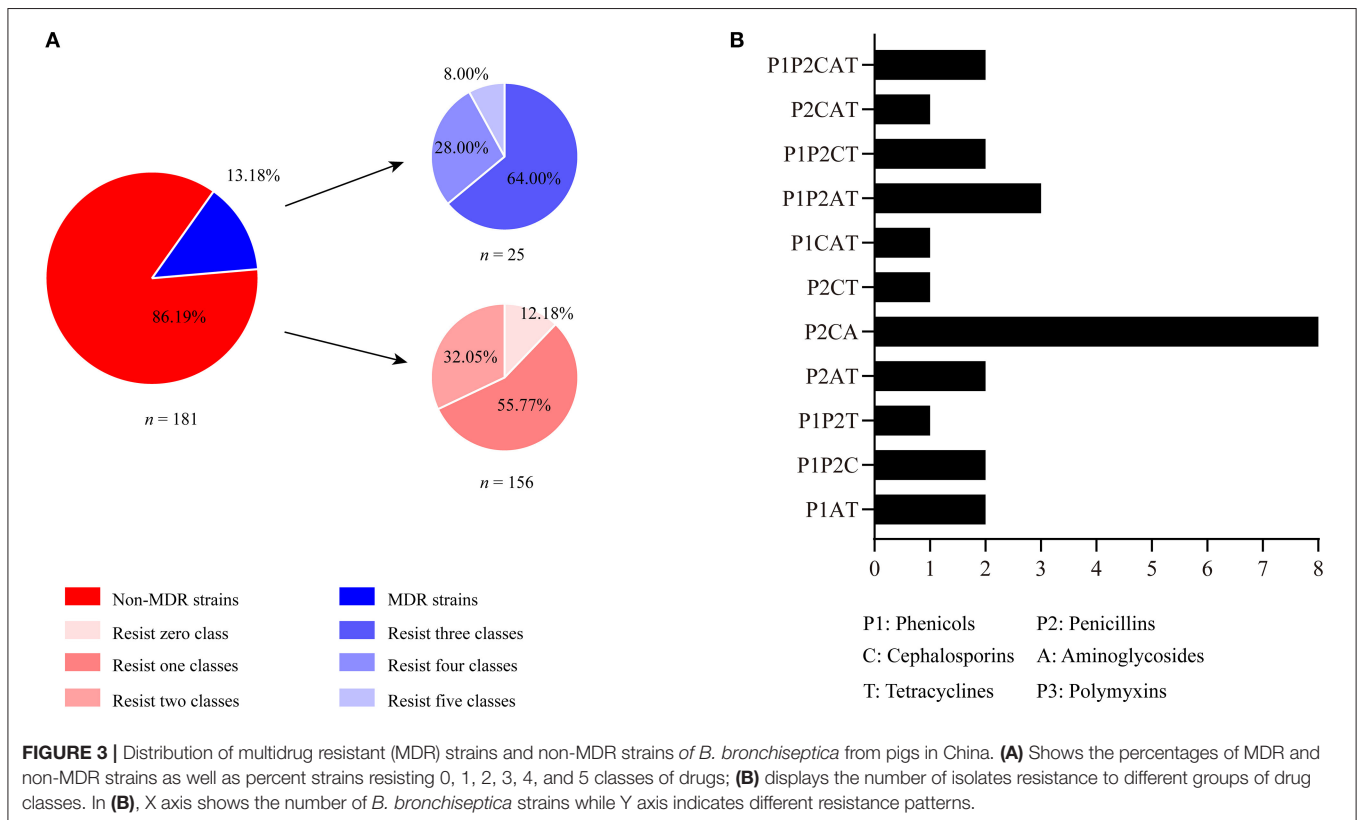 A
8.00%
28.00%
64.00%
n = 25
13.18%
86.19%
n = 181
12.18%
32.05%
55.77%
n = 156
Non-MDR strains
MDR strains
Resist zero class
Resist three classes
Resist one classes
Resist four classes
Resist two classes
Resist five classes
B
P1P2CAT
P2CAT
P1P2CT
P1P2AT
P1CAT
P2CT
P2CA
P2AT
P1P2T
P1P2C
P1AT
0 1 2 3 4 5 6 7 8
P1: Phenicols P2: Penicillins
C: Cephalosporins A: Aminoglycosides
T: Tetracyclines P3: Polymyxins
FIGURE 3 | Distribution of multidrug resistant (MDR) strains and non-MDR strains of B. bronchiseptica from pigs in China. (A) Shows the percentages of MDR and
non-MDR strains as well as percent strains resisting 0, 1, 2, 3, 4, and 5 classes of drugs; (B) displays the number of isolates resistance to different groups of drug
classes. In (B), X axis shows the number of B. bronchiseptica strains while Y axis indicates different resistance patterns.